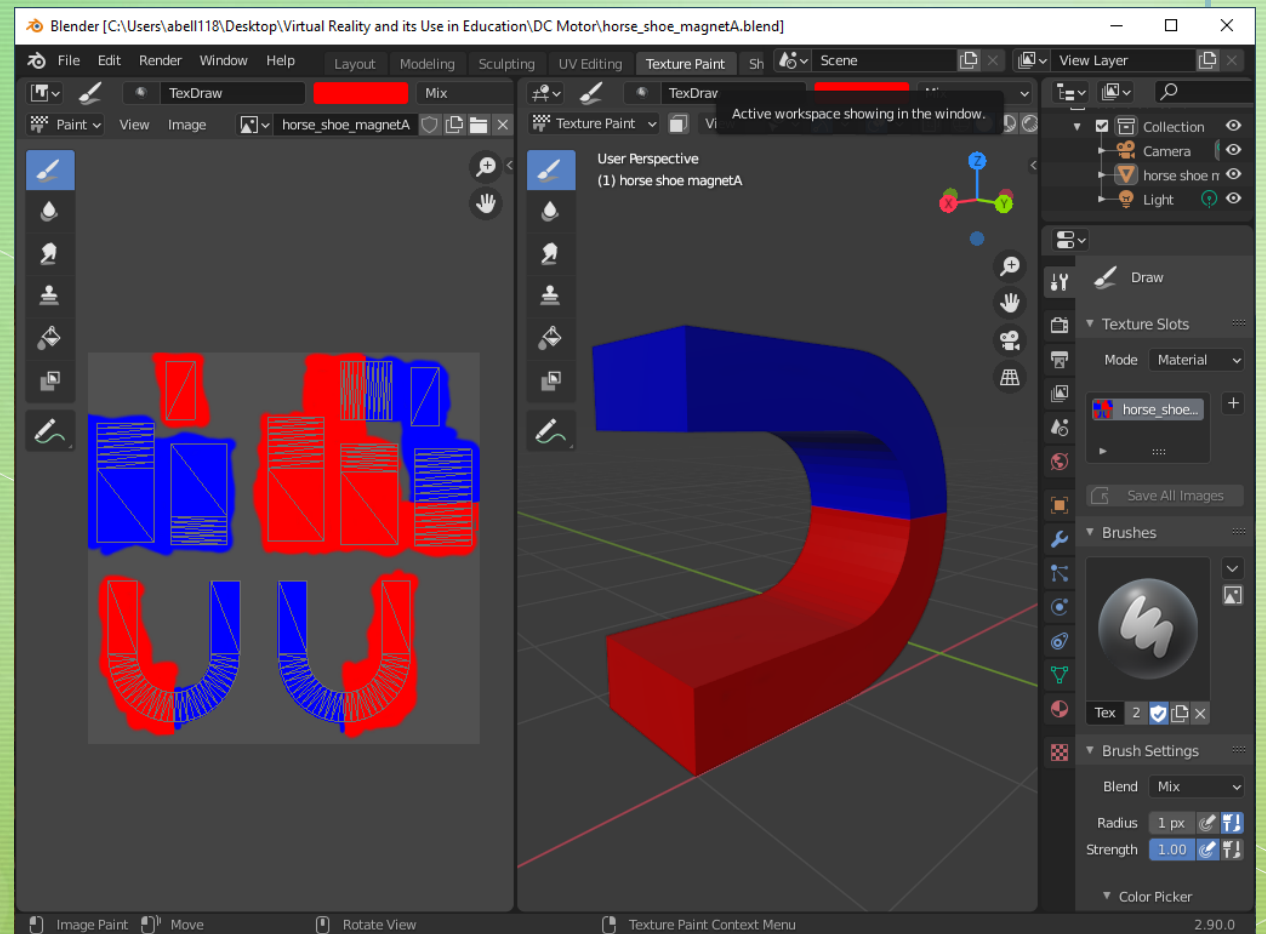 Blender [C:\Users\abell118\Desktop\Virtual Reality and its Use in Education\DC Motor\horse_shoe_magnetA.blend]
File Edit Render Window Help Layout Modeling Sculpting UV Editing Texture Paint Sh Scene View Layer
TexDraw Mix
TexDraw
Paint View Image horse_shoe_magnetA
Texture Paint Vi
Active workspace showing in the window.
User Perspective
(1) horse shoe magnetA
Z
X
Y
Collection
Camera
horse shoe m
Light
Draw
Texture Slots
Mode Material
horse_shoe...
Save All Images
Brushes
Tex 2
Brush Settings
Blend Mix
Radius 1 px
Strength 1.00
Color Picker
Image Paint Move Rotate View Texture Paint Context Menu 2.90.0